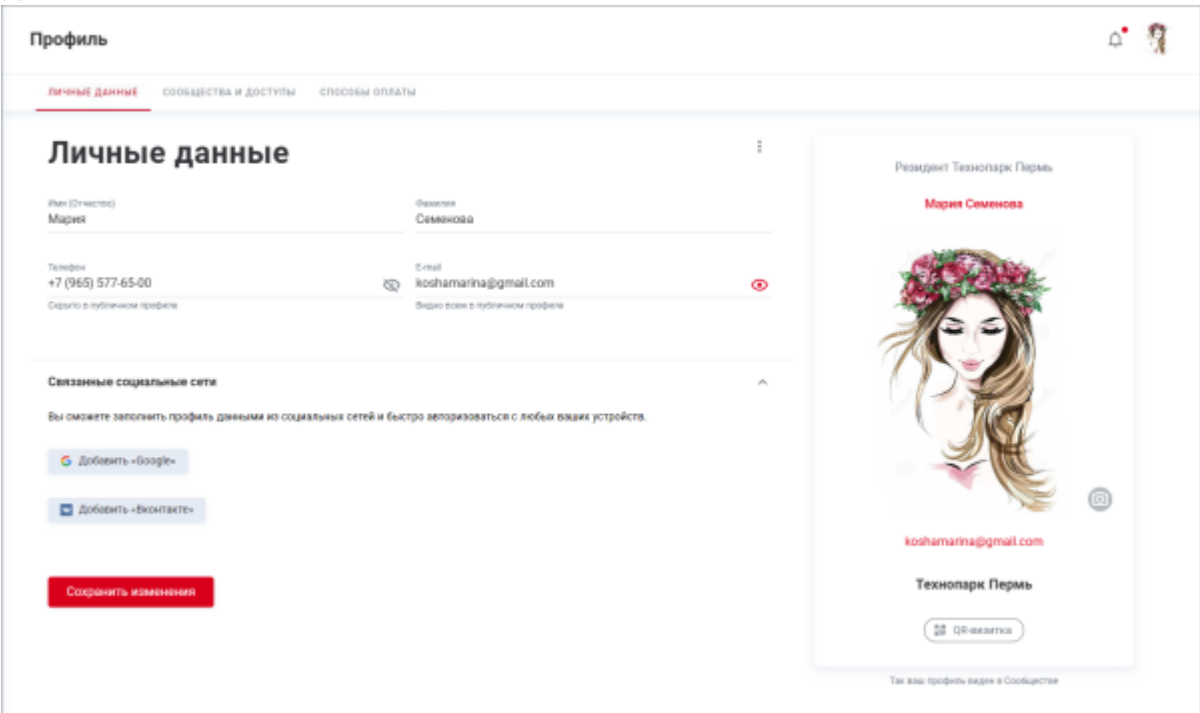 Профиль
ЛИЧНЫЕ ДАННЫЕ СООБЩЕСТВА И ДОСТУПЫ СПОСОБЫ ОПЛАТЫ
Личные данные
Имя (Отчество) Фамилия
Мария Семенова
Телефон E-mail
+7 (965) 577-65-00 koshamarina@gmail.com
Скрыто в публичном профиле Видно всем в публичном профиле
Связанные социальные сети
Вы сможете заполнить профиль данными из социальных сетей и быстро авторизоваться с любых ваших устройств.
Добавить «Google»
Добавить «Вконтакте»
Сохранить изменения
Резидент Технопарк Пермь
Мария Семенова
koshamarina@gmail.com
Технопарк Пермь
QR-визитка
Так ваш профиль виден в Сообществе